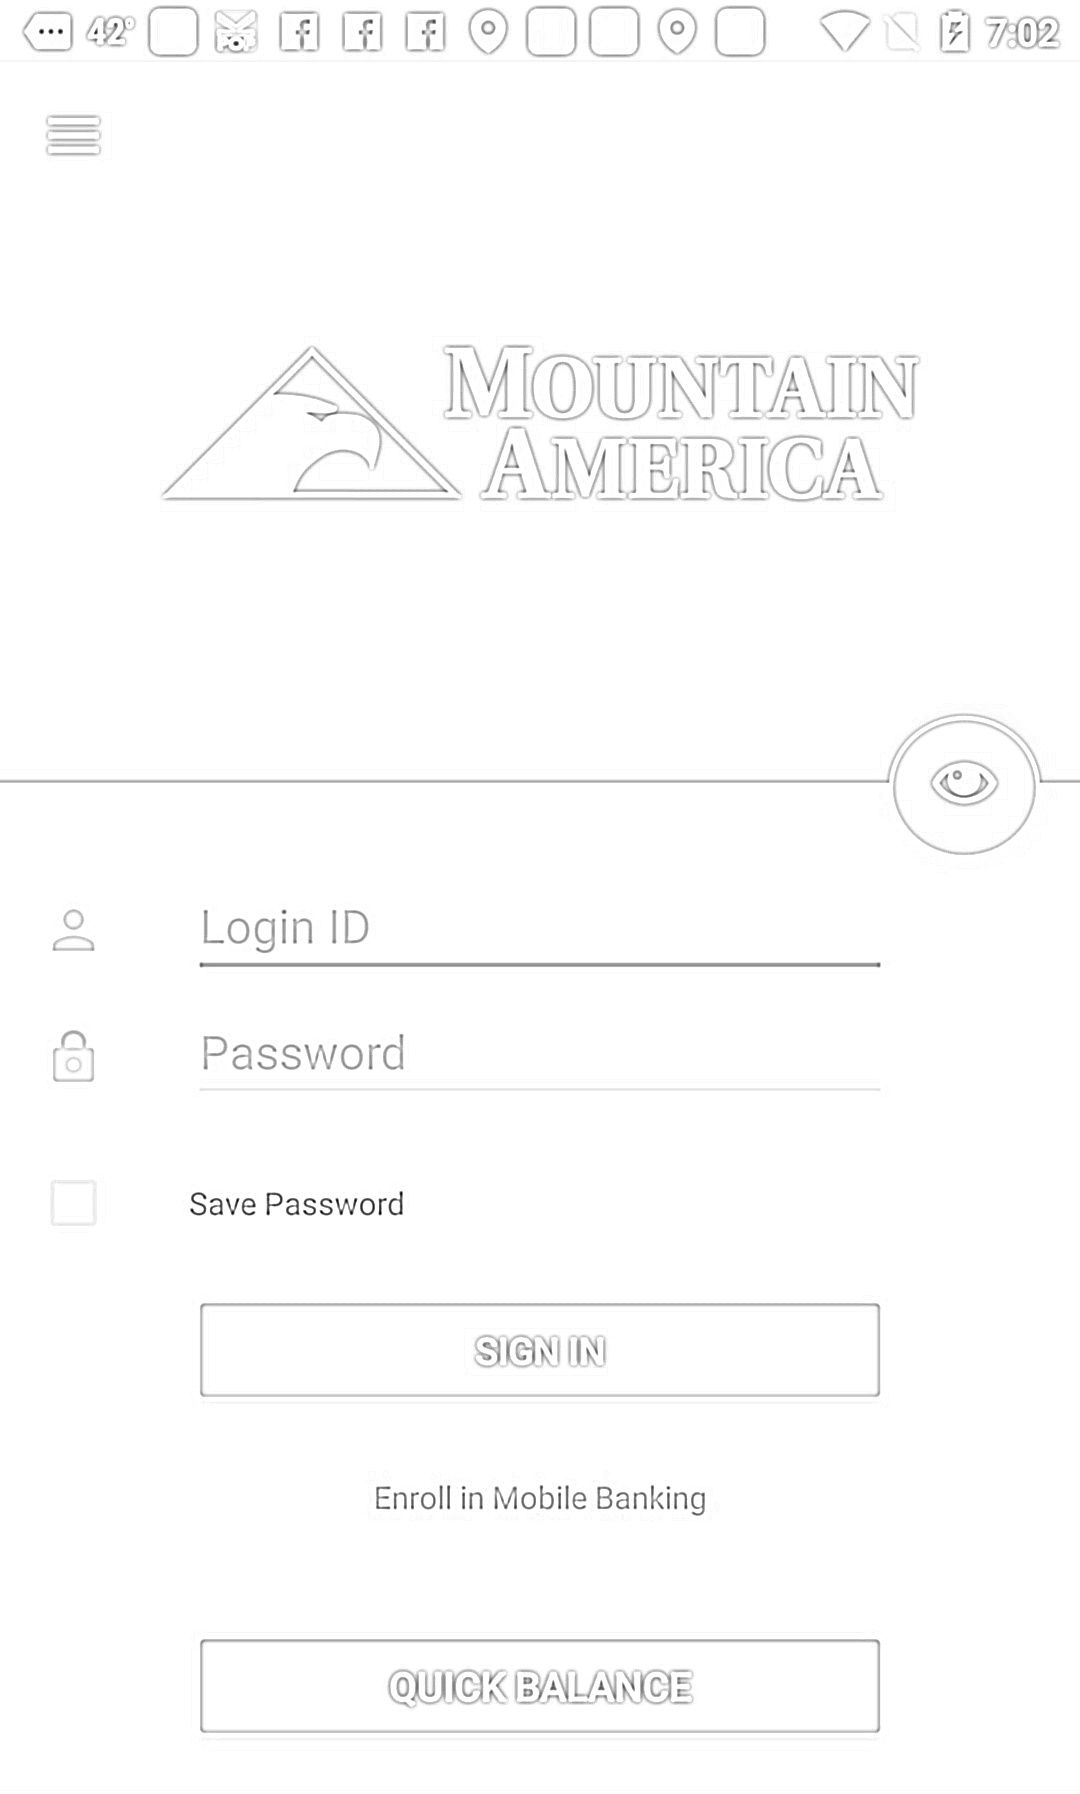 42° 7:02
MOUNTAIN
AMERICA
Login ID
Password
Save Password
SIGN IN
Enroll in Mobile Banking
QUICK BALANCE